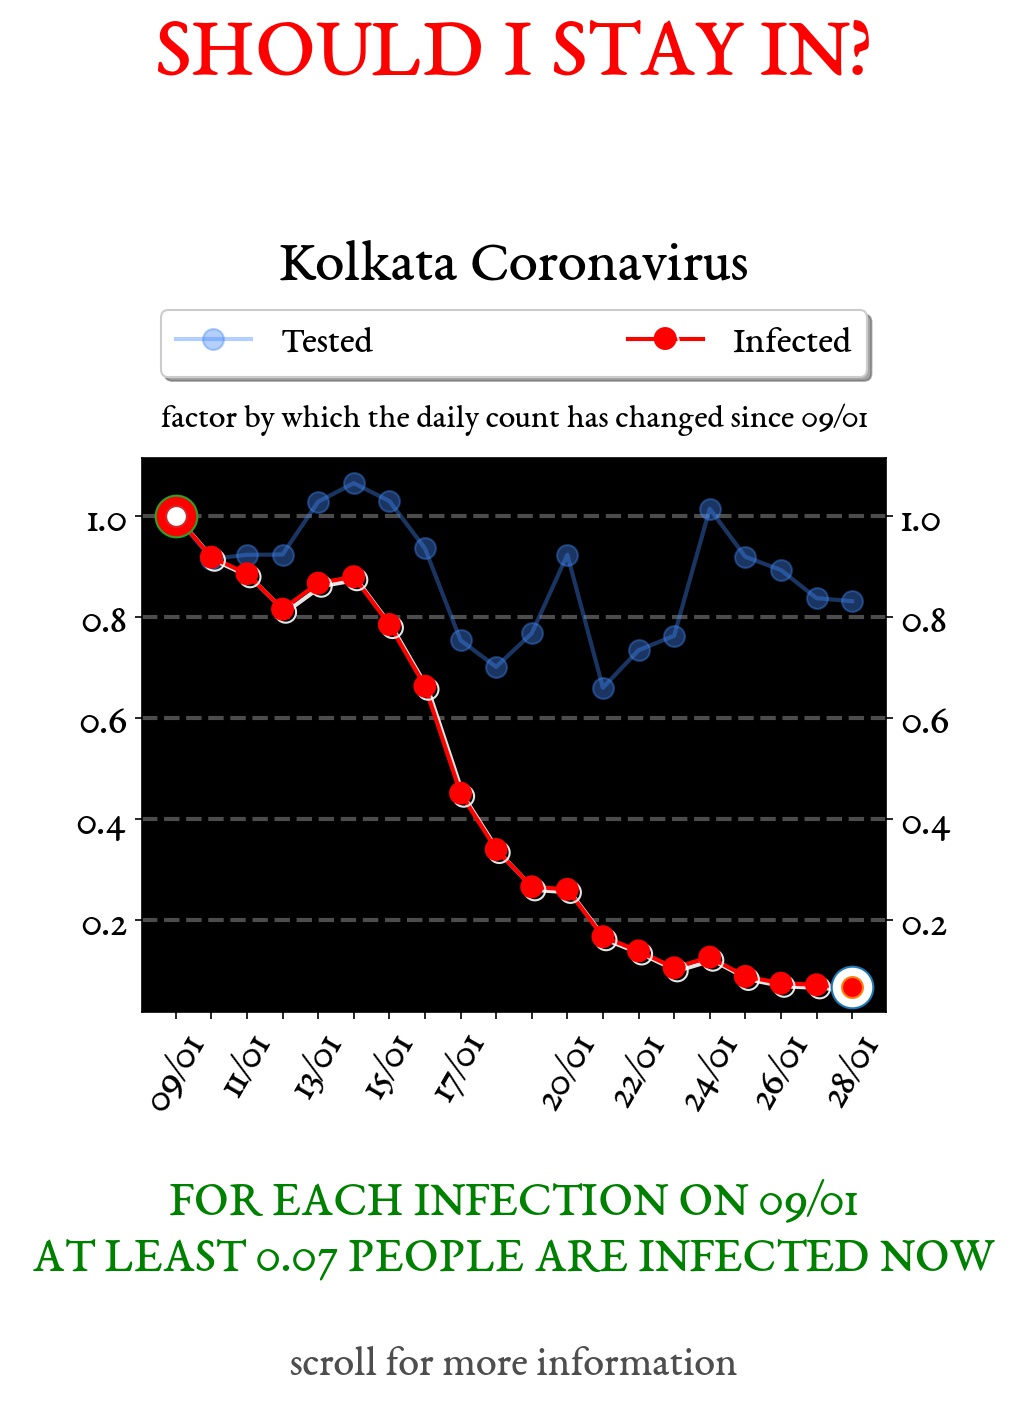 SHOULD I STAY IN?
Kolkata Coronavirus
Tested Infected
factor by which the daily count has changed since 09/01
1.0 1.0
0.8 0.8
0.6 0.6
0.4 0.4
0.2 0.2
09/01 11/01 13/01 15/01 17/01 20/01 22/01 24/01 26/01 28/01
FOR EACH INFECTION ON 09/01
AT LEAST 0.07 PEOPLE ARE INFECTED NOW
scroll for more information